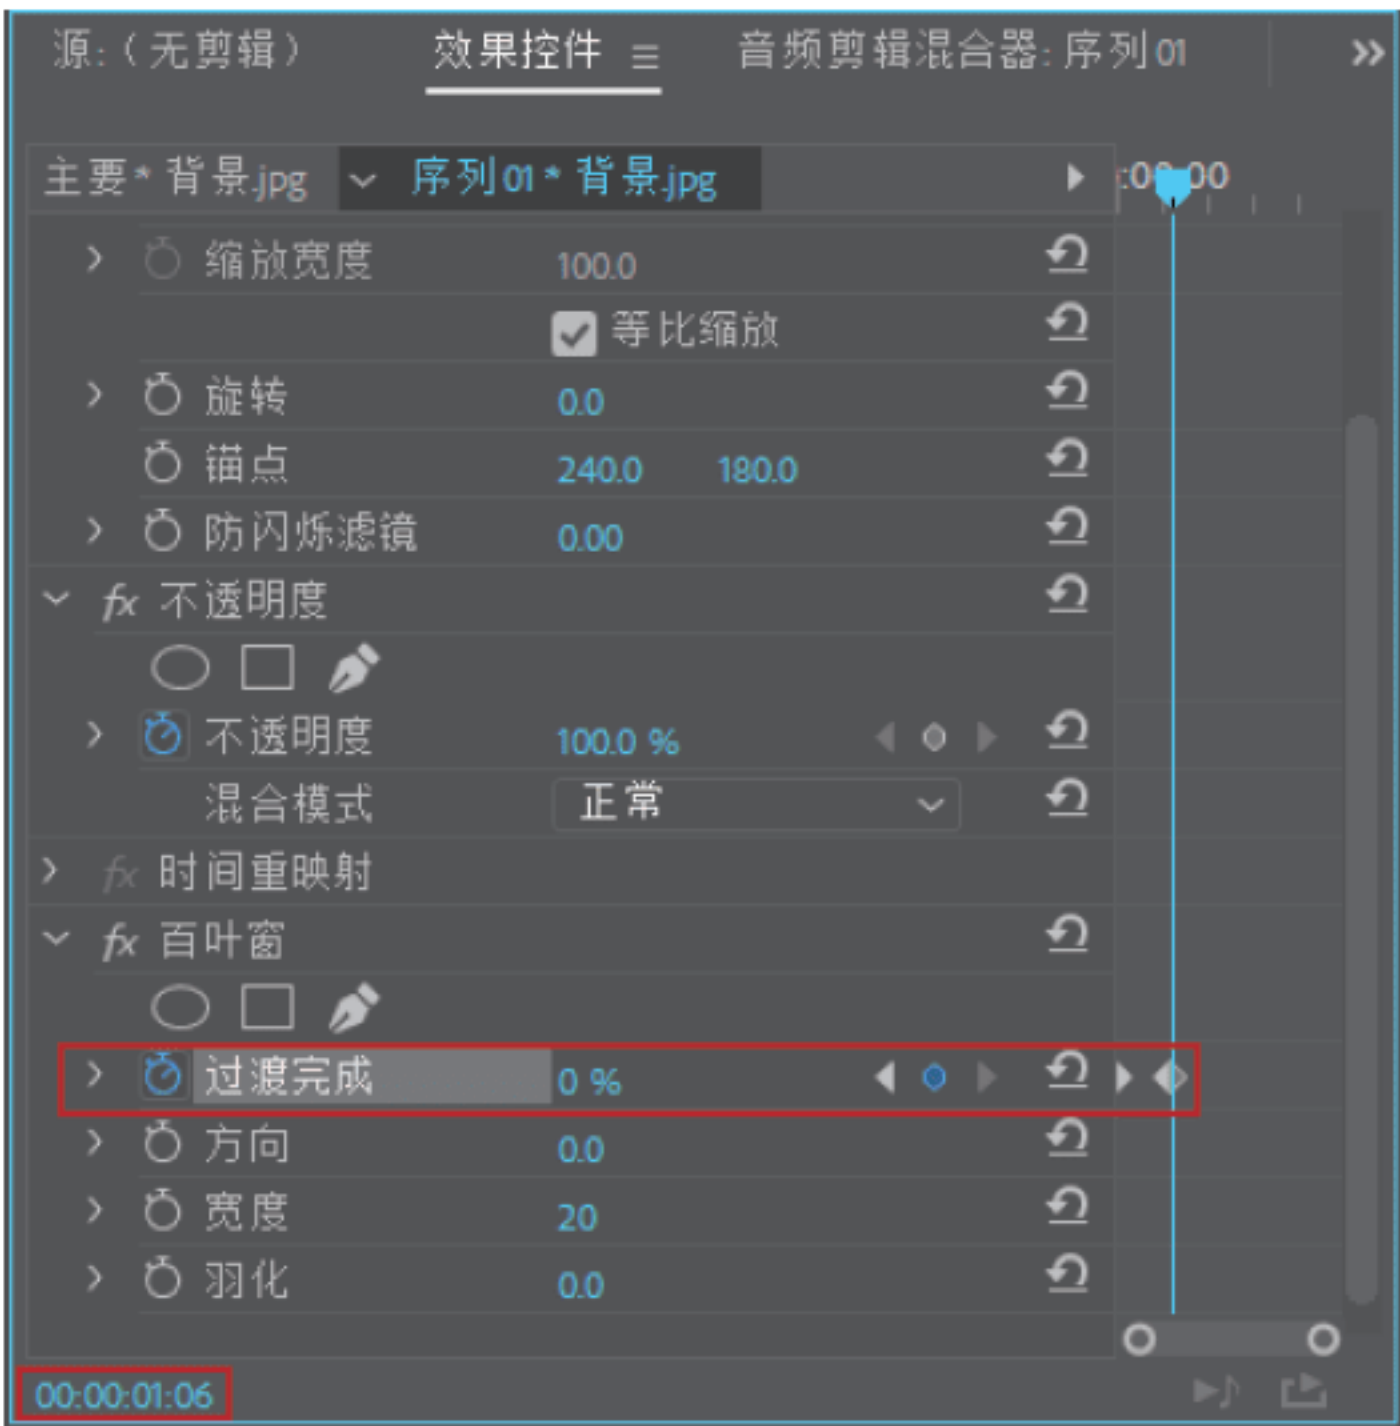 源:（无剪辑） 效果控件 音频剪辑混合器: 序列 01
主要* 背景.jpg 序列 01 * 背景.jpg
缩放宽度 100.0
等比缩放
旋转 0.0
锚点 240.0 180.0
防闪烁滤镜 0.00
fx 不透明度
不透明度 100.0 %
混合模式 正常
fx 时间重映射
fx 百叶窗
过渡完成 0 %
方向 0.0
宽度 20
羽化 0.0
00:00:01:06